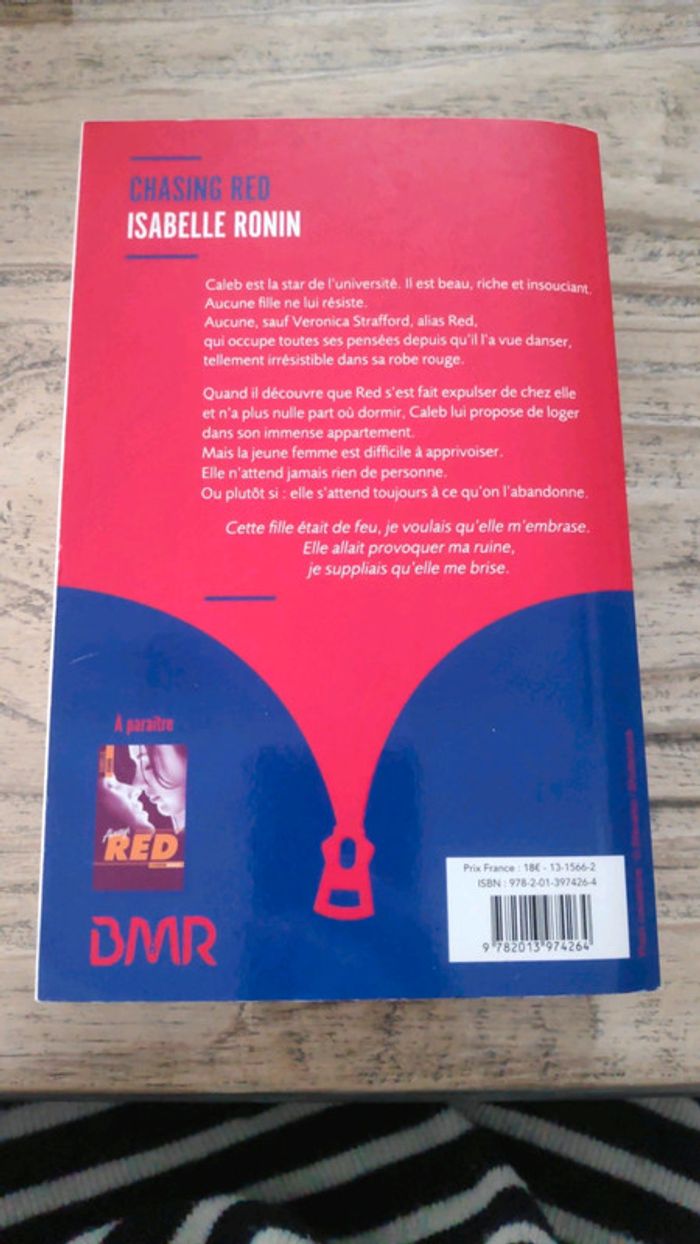 CHASING RED
ISABELLE RONIN
Caleb est la star de l'université. Il est beau, riche et insouciant.
Aucune fille ne lui résiste.
Aucune, sauf Veronica Strafford, alias Red,
qui occupe toutes ses pensées depuis qu'il l'a vue danser,
tellement irrésistible dans sa robe rouge.
Quand il découvre que Red s'est fait expulser de chez elle
et n'a plus nulle part où dormir, Caleb lui propose de loger
dans son immense appartement.
Mais la jeune femme est difficile à apprivoiser.
Elle n'attend jamais rien de personne.
Ou plutôt si : elle s'attend toujours à ce qu'on l'abandonne.
Cette fille était de feu, je voulais qu'elle m'embrase.
Elle allait provoquer ma ruine,
je suppliais qu'elle me brise.
À paraître
RED
BMR
Prix France : 18€ - 13-1566-2
ISBN : 978-2-01-397426-4
9 782013 974264